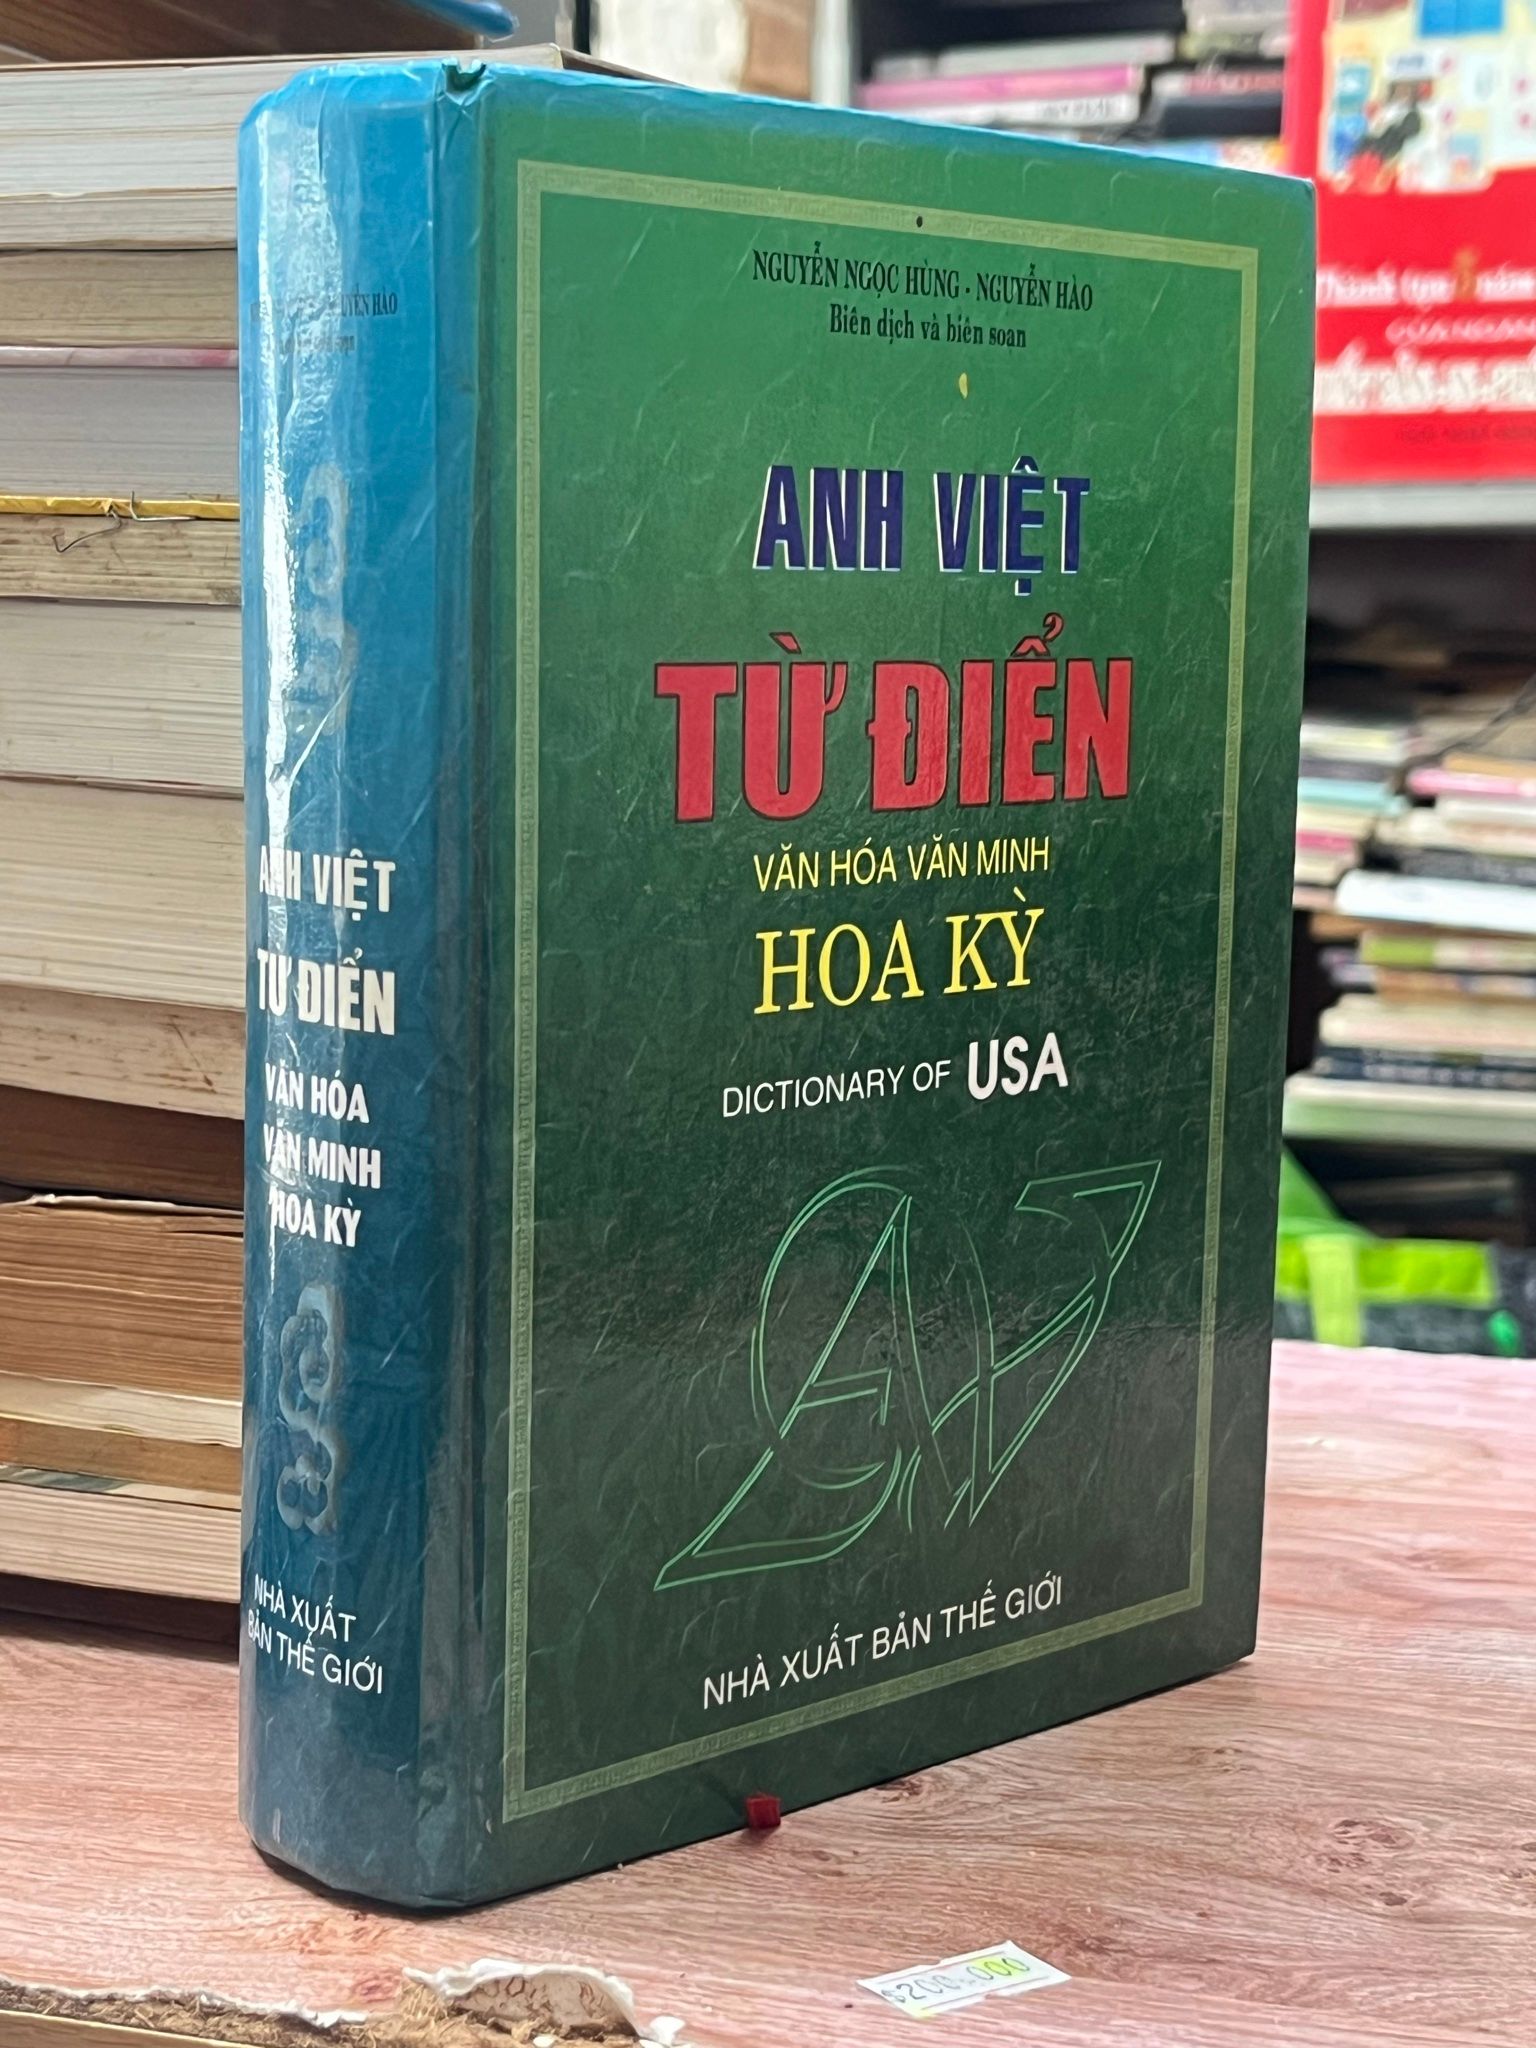 NGUYỄN NGỌC HÙNG - NGUYỄN HÀO
Biên dịch và biên soạn
ANH VIỆT
TỪ ĐIỂN
VĂN HÓA VĂN MINH
HOA KỲ
DICTIONARY OF USA
NHÀ XUẤT BẢN THẾ GIỚI
ANH VIỆT
TỪ ĐIỂN
VĂN HÓA
VĂN MINH
HOA KỲ
NHÀ XUẤT
BẢN THẾ GIỚI
$200.000